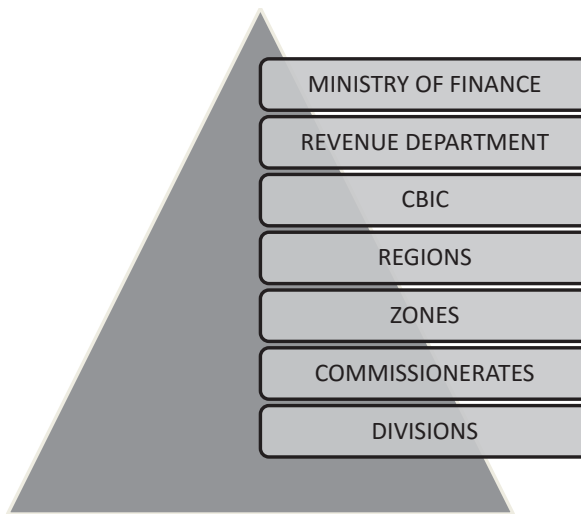 MINISTRY OF FINANCE
REVENUE DEPARTMENT
CBIC
REGIONS
ZONES
COMMISSIONERATES
DIVISIONS